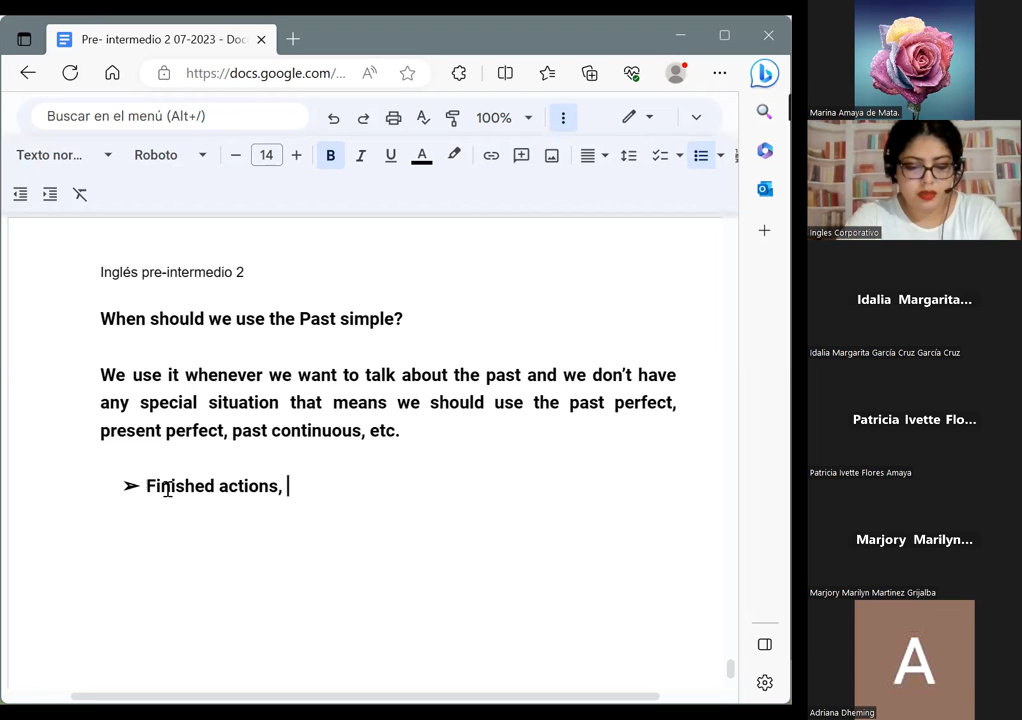 Pre- intermedio 2 07-2023 - Doc
https://docs.google.com/...
Buscar en el menú (Alt+/)
100%
Texto nor...
Roboto
14
B
I
U
A
Inglés pre-intermedio 2
When should we use the Past simple?
We use it whenever we want to talk about the past and we don’t have
any special situation that means we should use the past perfect,
present perfect, past continuous, etc.
➢ Finished actions,
Marina Amaya de Mata.
Ingles Corporativo
Idalia Margarita...
Idalia Margarita García Cruz García Cruz
Patricia Ivette Flo...
Patricia Ivette Flores Amaya
Marjory Marilyn...
Marjory Marilyn Martinez Grijalba
A
Adriana Dheming